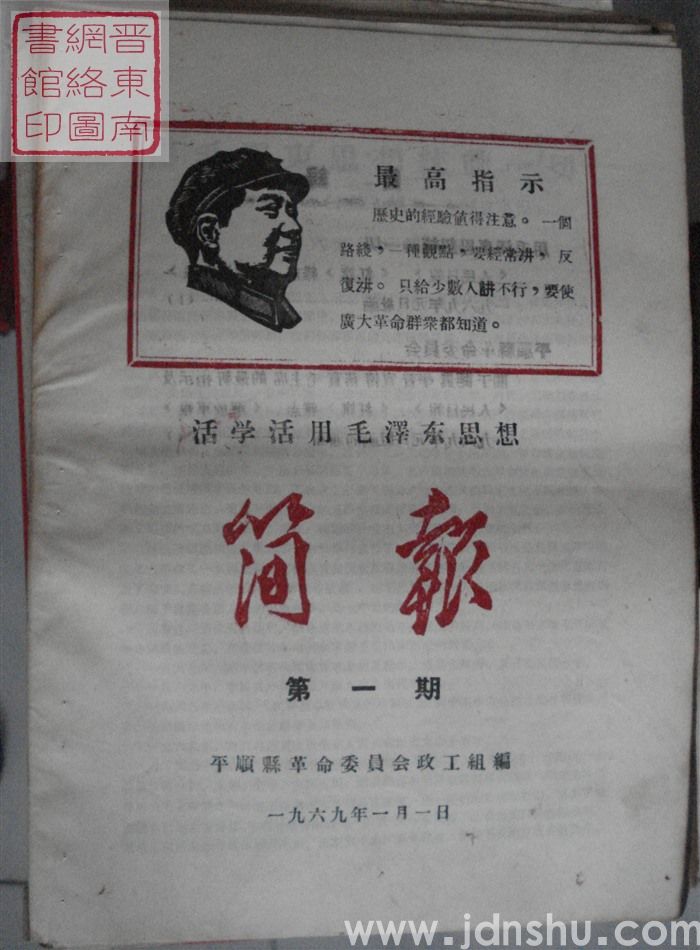 晋東南
網絡圖
書館印
最高指示
歷史的經驗値得注意。一個
路綫，一種觀點，要經常讲，反
復讲。只給少數人讲不行，要使
廣大革命群衆都知道。
活学活用毛澤东思想
简報
第一期
平順縣革命委員会政工組編
一九六九年一月一日
www.jdnshu.com